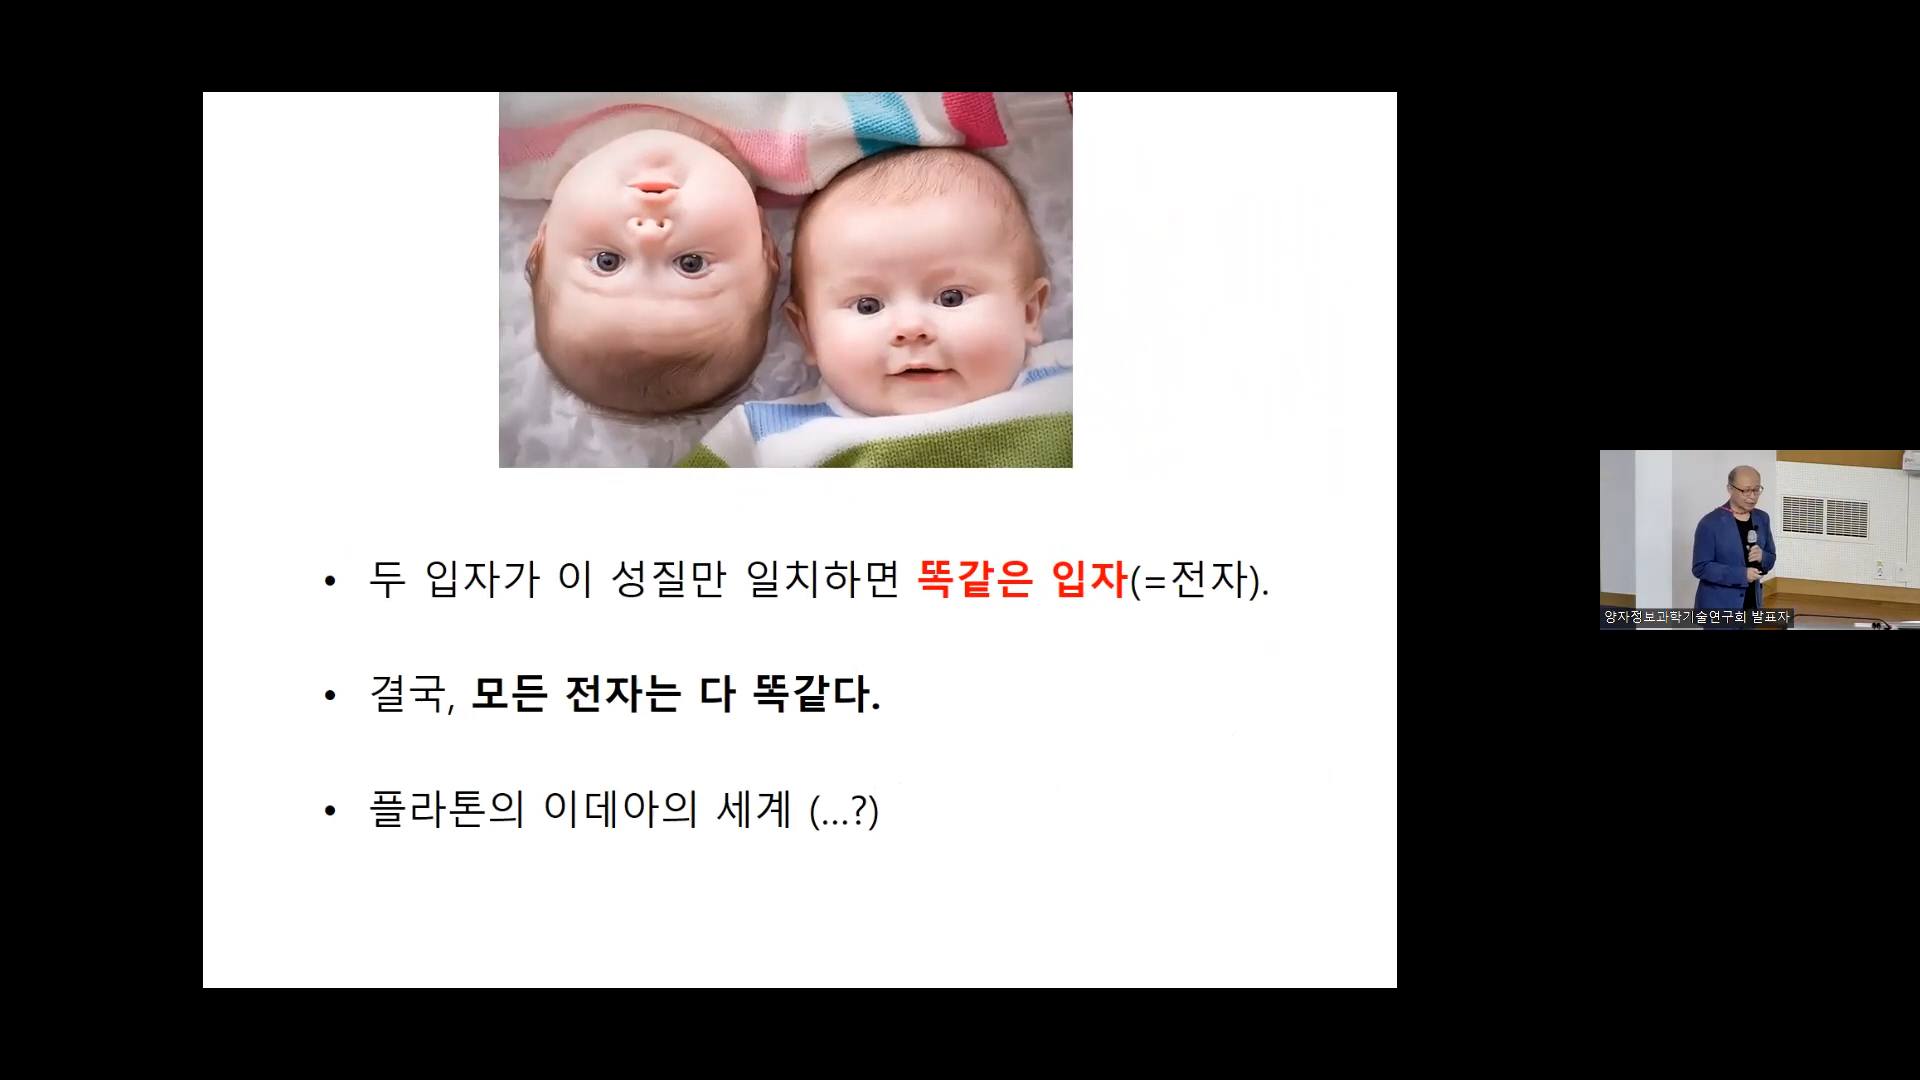 • 두 입자가 이 성질만 일치하면 똑같은 입자(=전자).
• 결국, 모든 전자는 다 똑같다.
• 플라톤의 이데아의 세계 (...?)
양자정보과학기술연구회 발표자